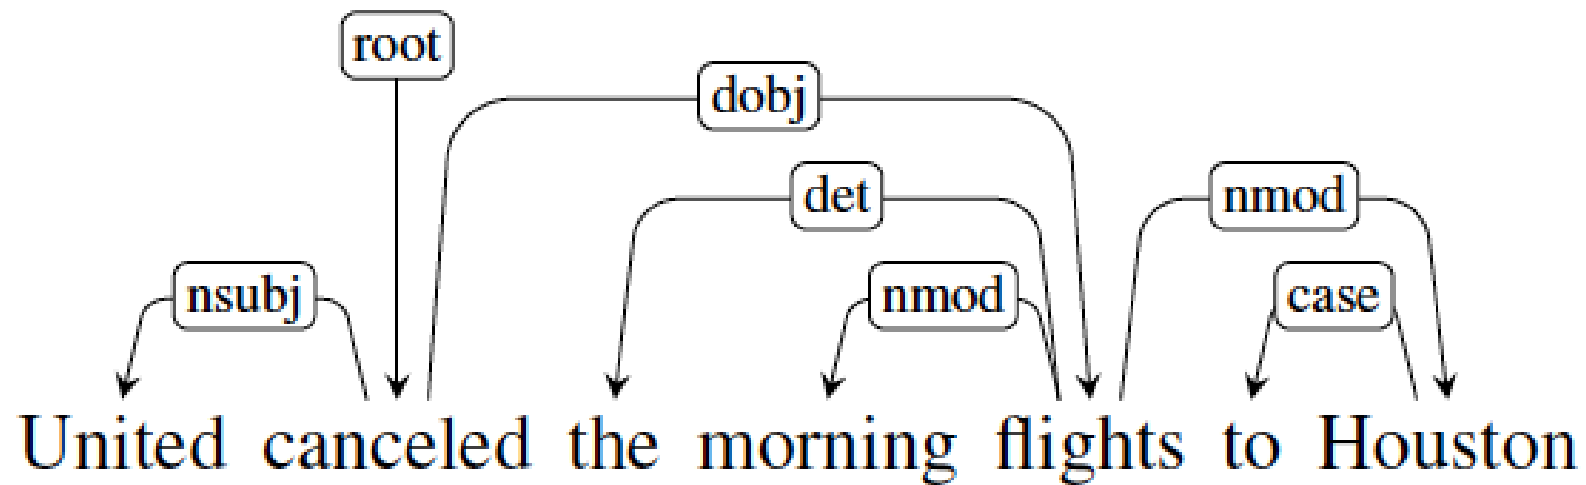 root
dobj
det nmod
nsubj nmod case
United canceled the morning flights to Houston